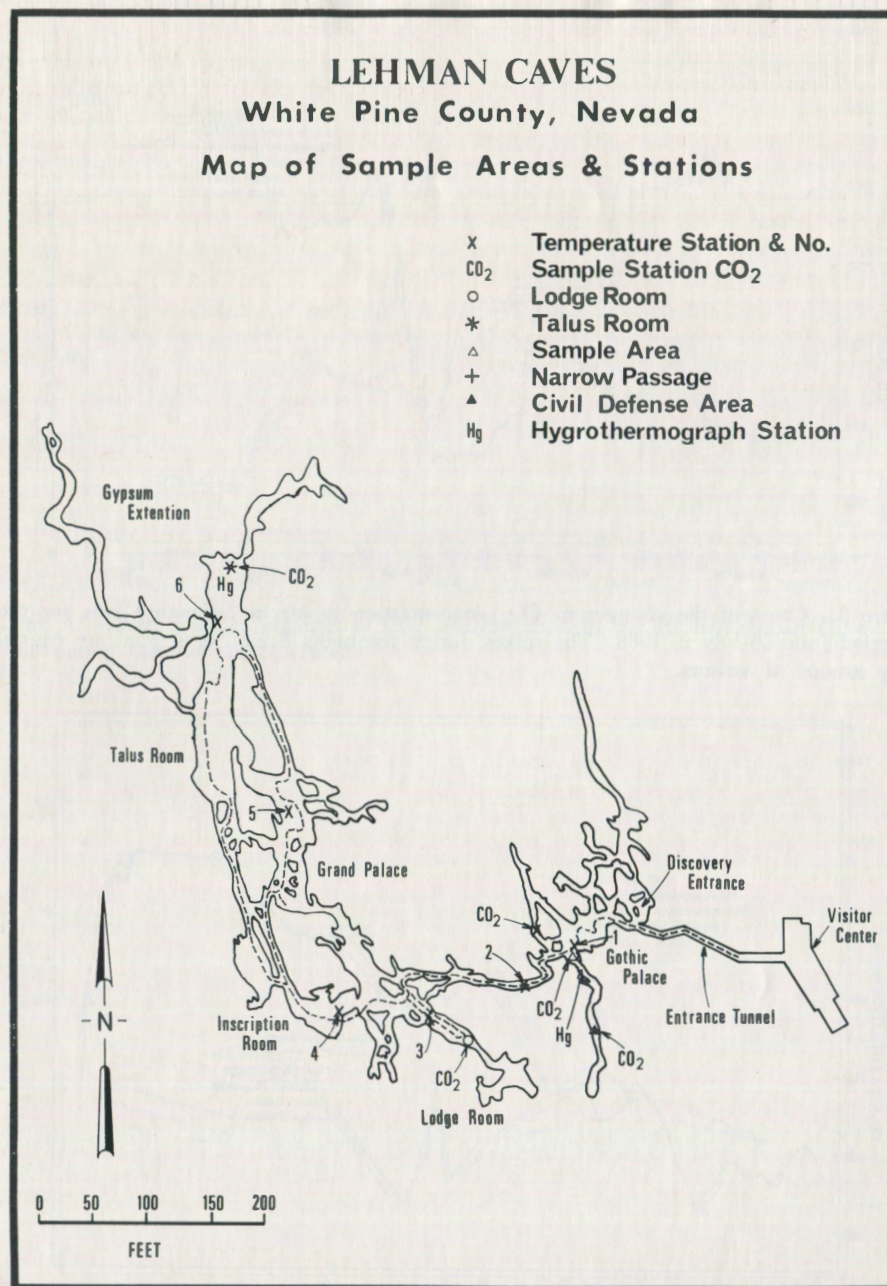 LEHMAN CAVES
White Pine County, Nevada
Map of Sample Areas & Stations
x Temperature Station & No.
CO₂ Sample Station CO₂
○ Lodge Room
* Talus Room
△ Sample Area
+ Narrow Passage
▲ Civil Defense Area
Hg Hygrothermograph Station
Gypsum
Extention
6
Hg
CO₂
Talus Room
5
Grand Palace
Discovery
Entrance
CO₂
Visitor
Center
2
1
Gothic
Palace
CO₂
Entrance Tunnel
Hg
CO₂
-N-
Inscription
Room
4
3
CO₂
Lodge Room
0 50 100 150 200
FEET